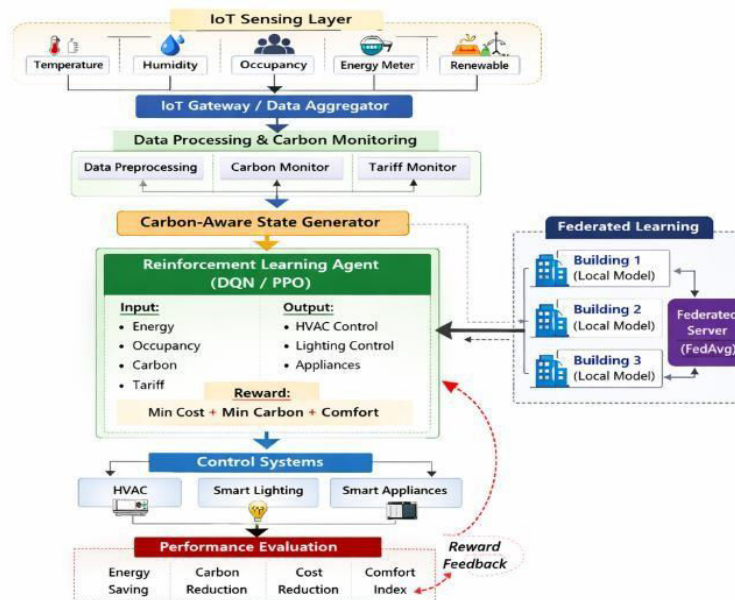 IoT Sensing Layer
Temperature
Humidity
Occupancy
Energy Meter
Renewable
IoT Gateway / Data Aggregator
Data Processing & Carbon Monitoring
Data Preprocessing
Carbon Monitor
Tariff Monitor
Carbon-Aware State Generator
Reinforcement Learning Agent
(DQN / PPO)
Input:
• Energy
• Occupancy
• Carbon
• Tariff
Output:
• HVAC Control
• Lighting Control
• Appliances
Reward:
Min Cost + Min Carbon + Comfort
Federated Learning
Building 1
(Local Model)
Building 2
(Local Model)
Building 3
(Local Model)
Federated
Server
(FedAvg)
Control Systems
HVAC
Smart Lighting
Smart Appliances
Performance Evaluation
Energy
Saving
Carbon
Reduction
Cost
Reduction
Comfort
Index
Reward
Feedback